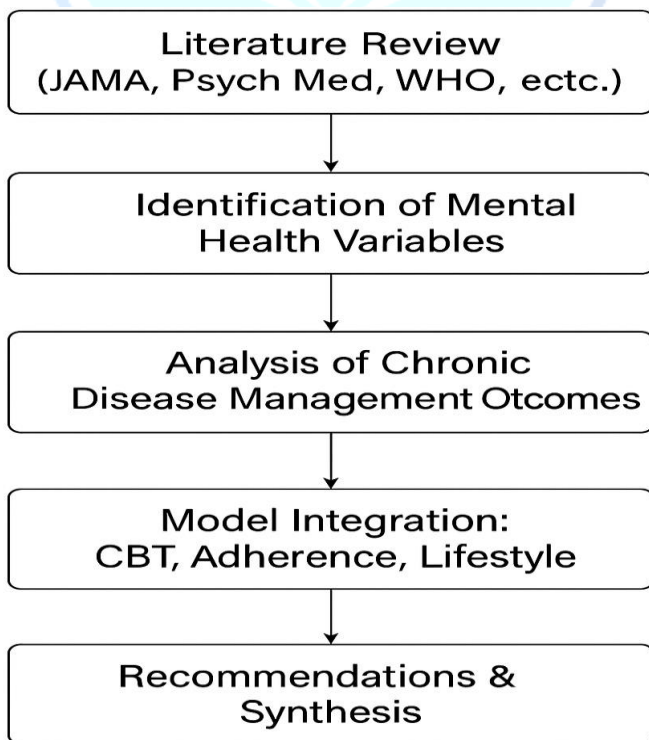 Literature Review
(JAMA, Psych Med, WHO, ectc.)
Identification of Mental
Health Variables
Analysis of Chronic
Disease Management Otcomes
Model Integration:
CBT, Adherence, Lifestyle
Recommendations &
Synthesis